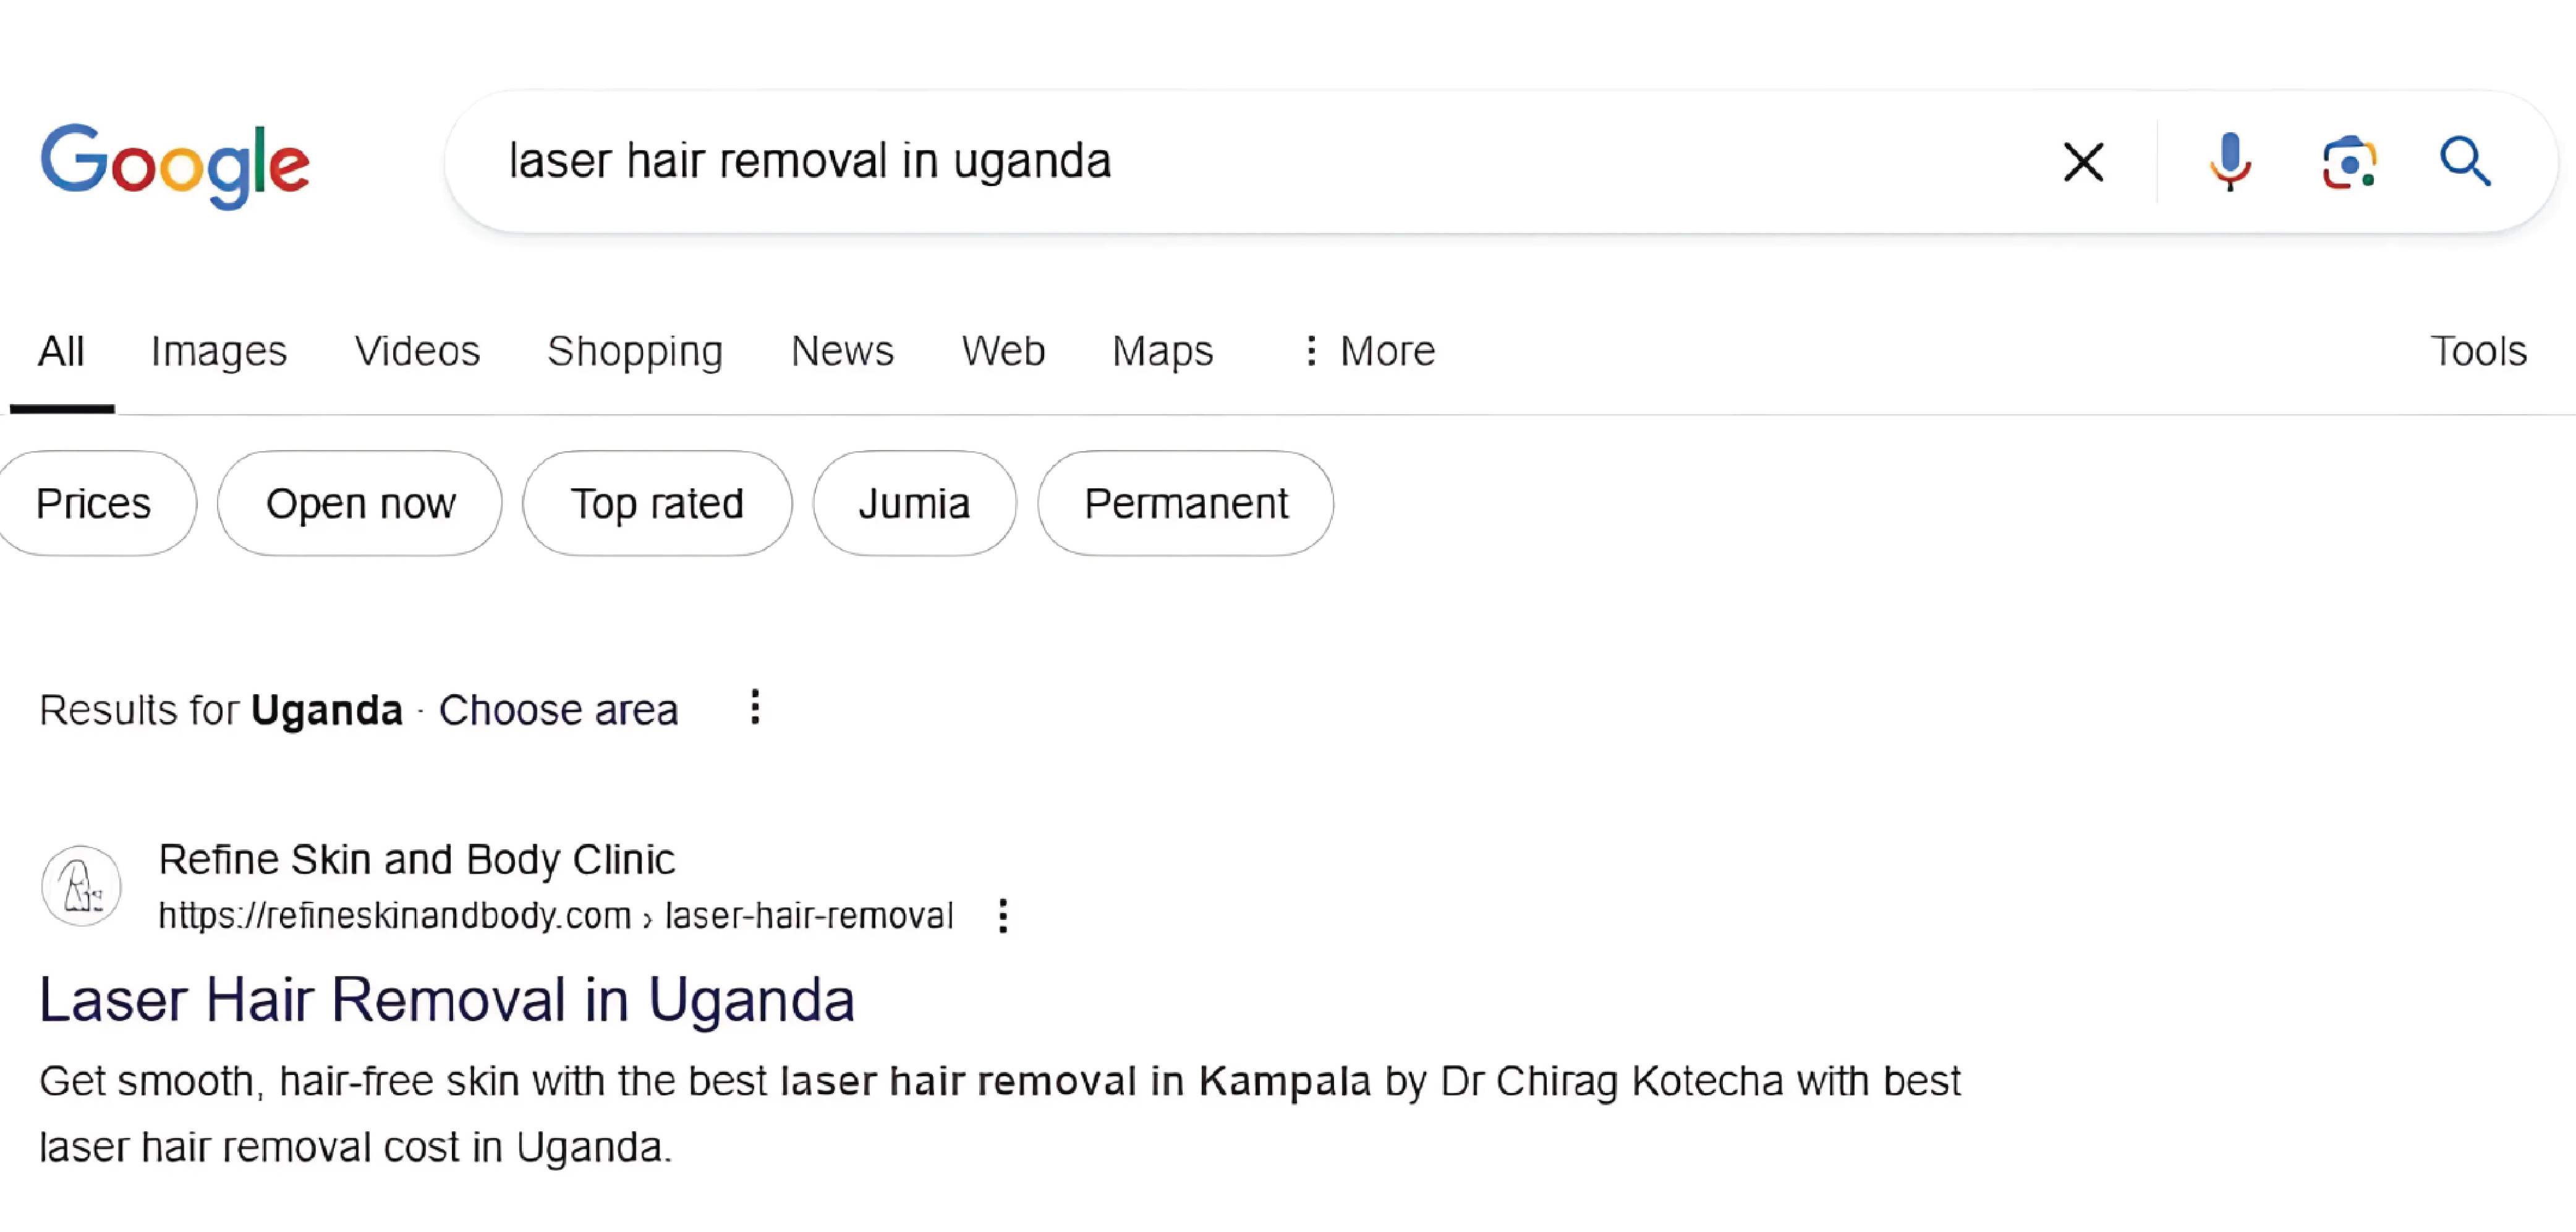 Google laser hair removal in uganda
All Images Videos Shopping News Web Maps More Tools
Prices Open now Top rated Jumia Permanent
Results for Uganda · Choose area
Refine Skin and Body Clinic
https://refineskinandbody.com › laser-hair-removal
Laser Hair Removal in Uganda
Get smooth, hair-free skin with the best laser hair removal in Kampala by Dr Chirag Kotecha with best
laser hair removal cost in Uganda.